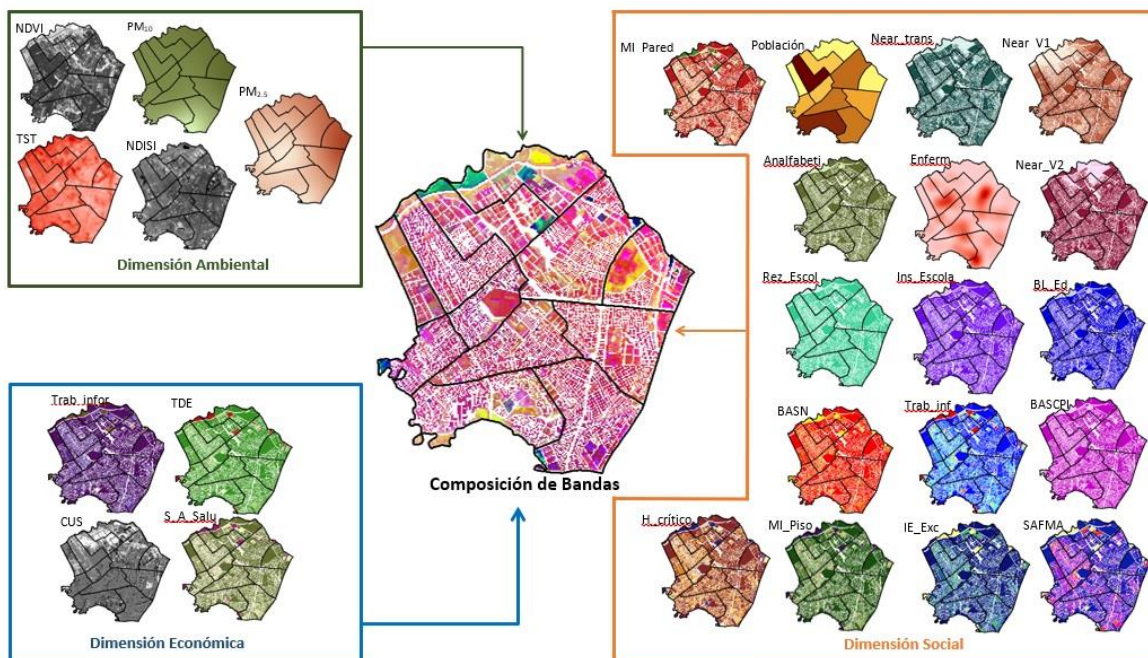 NDVI
PM₁₀
PM₂.₅
TST
NDISI
Dimensión Ambiental
MI_Pared
Población
Near_trans
Near_V1
Analfabeti
Enferm
Near_V2
Rez_Escol
Ins_Escola
BL_Ed
BASN
Trab_inf
BASCPI
H_crítico
MI_Piso
IE_Exc
SAFMA
Dimensión Social
Composición de Bandas
Trab_infor
TDE
CUS
S_A_Salu
Dimensión Económica